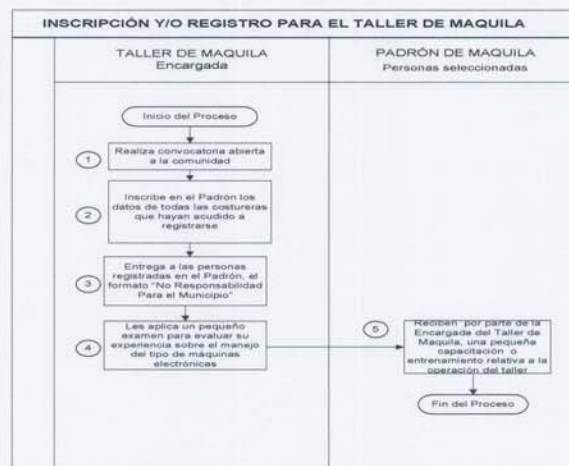 INSCRIPCIÓN Y/O REGISTRO PARA EL TALLER DE MAQUILA
TALLER DE MAQUILA
Encargada
PADRÓN DE MAQUILA
Personas seleccionadas
Inicio del Proceso
1
Realiza convocatoria abierta
a la comunidad
2
Inscribe en el Padrón los
datos de todas las costureras
que hayan acudido a
registrarse
3
Entrega a las personas
registradas en el Padrón, el
formato "No Responsabilidad
Para el Municipio"
4
Les aplica un pequeño
examen para evaluar su
experiencia sobre el manejo
del tipo de máquinas
electrónicas
5
Reciben por parte de la
Encargada del Taller de
Maquila, una pequeña
capacitación o
entrenamiento relativa a la
operación del taller
Fin del Proceso